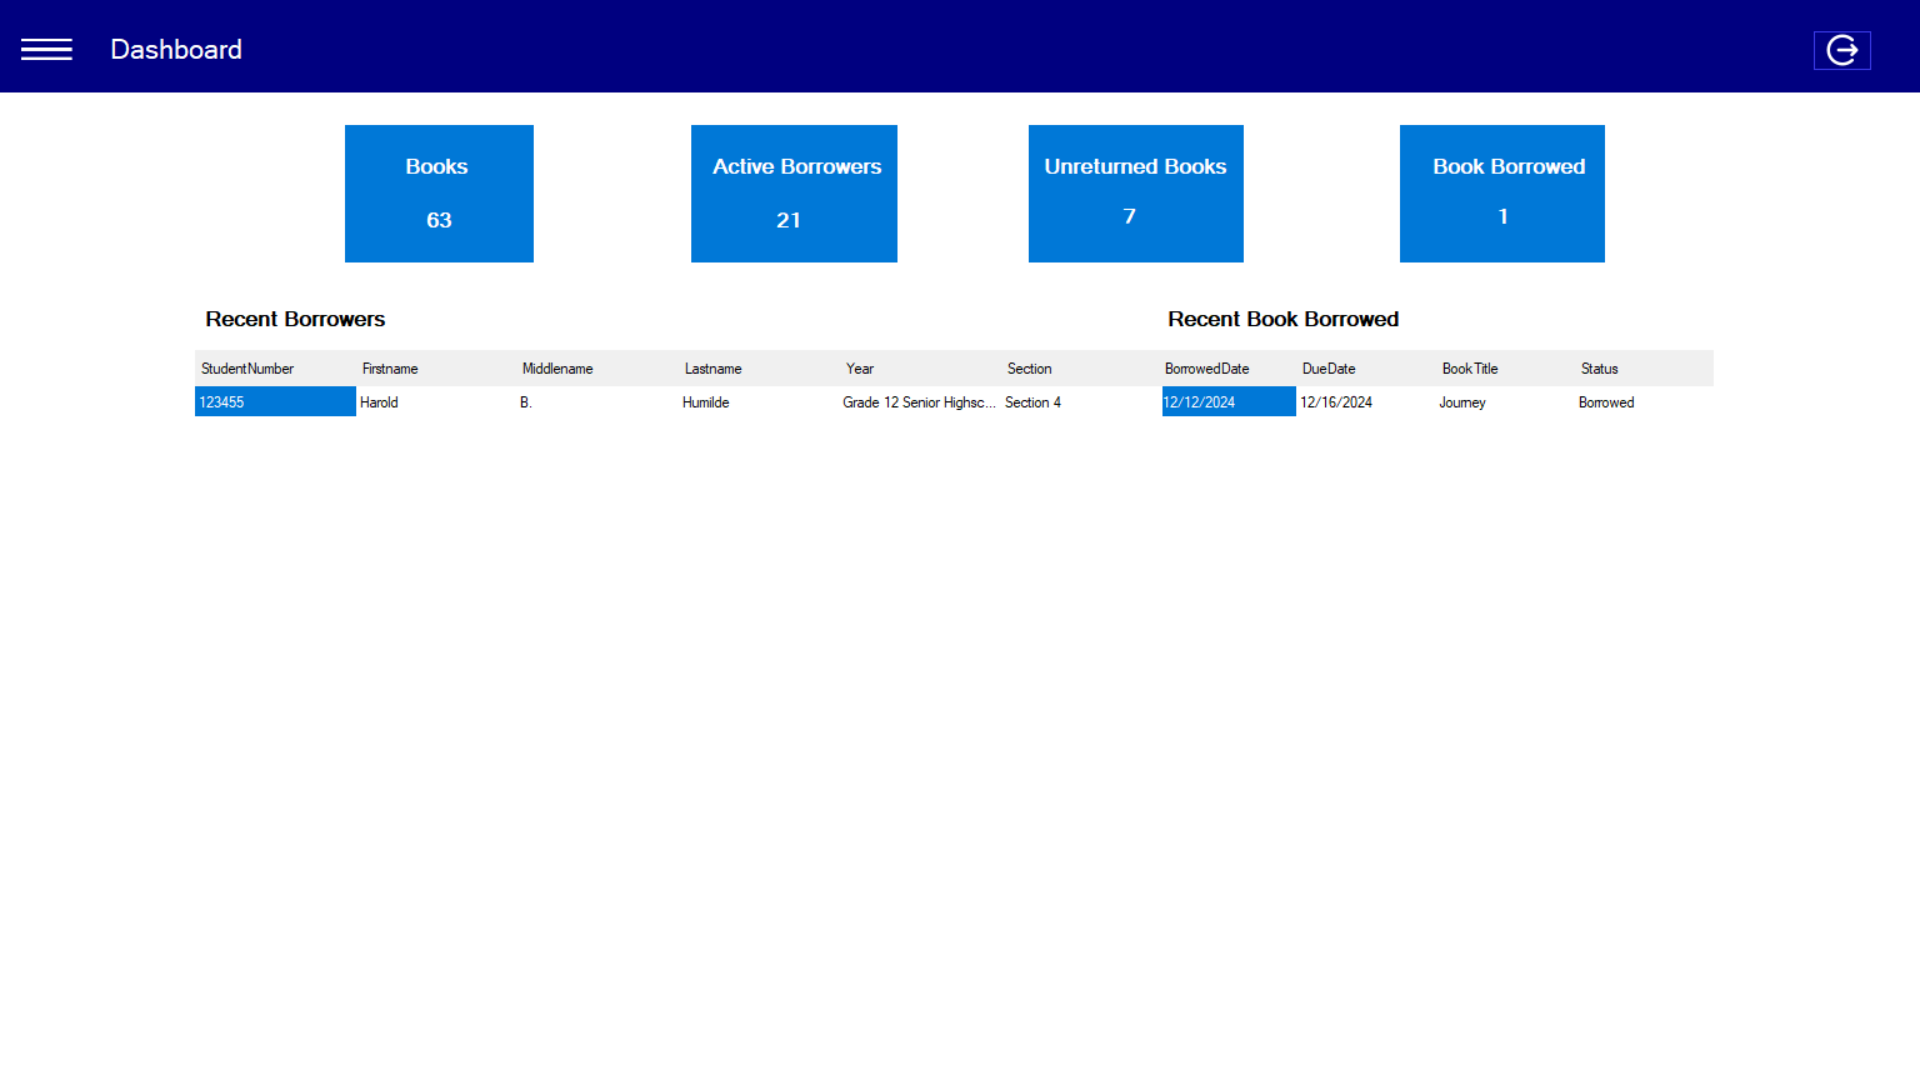 Dashboard
Books
63
Active Borrowers
21
Unreturned Books
7
Book Borrowed
1
Recent Borrowers
StudentNumber Firstname Middlename Lastname Year Section
123455 Harold B. Humilde Grade 12 Senior Highsc... Section 4
Recent Book Borrowed
BorrowedDate DueDate BookTitle Status
12/12/2024 12/16/2024 Journey Borrowed